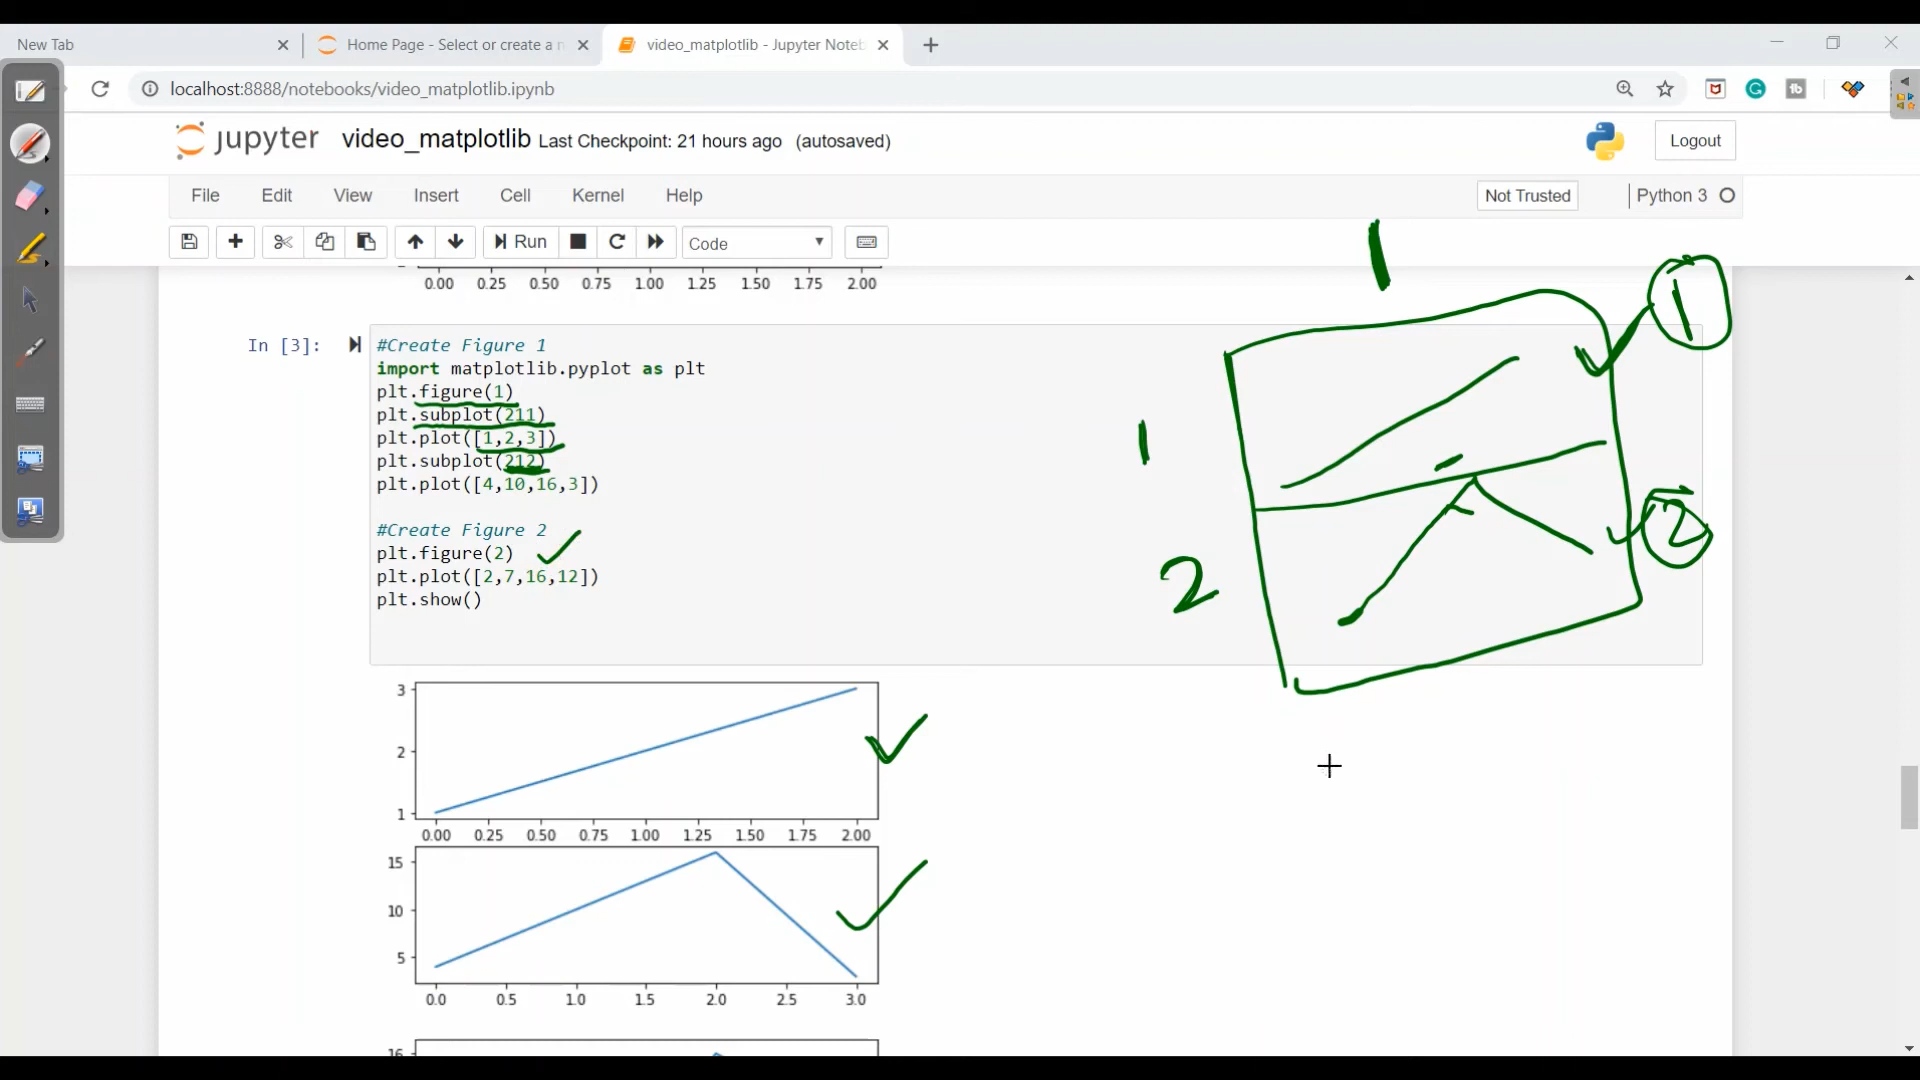 New Tab
Home Page - Select or create a n
video_matplotlib - Jupyter Noteb
localhost:8888/notebooks/video_matplotlib.ipynb
jupyter video_matplotlib Last Checkpoint: 21 hours ago (autosaved)
Logout
File Edit View Insert Cell Kernel Help
Not Trusted
Python 3
Run
Code
0.00 0.25 0.50 0.75 1.00 1.25 1.50 1.75 2.00
In [3]:
#Create Figure 1
import matplotlib.pyplot as plt
plt.figure(1)
plt.subplot(211)
plt.plot([1,2,3])
plt.subplot(212)
plt.plot([4,10,16,3])
#Create Figure 2
plt.figure(2)
plt.plot([2,7,16,12])
plt.show()
1
1
1
2
2
3
2
1
0.00 0.25 0.50 0.75 1.00 1.25 1.50 1.75 2.00
15
10
5
0.0 0.5 1.0 1.5 2.0 2.5 3.0
16